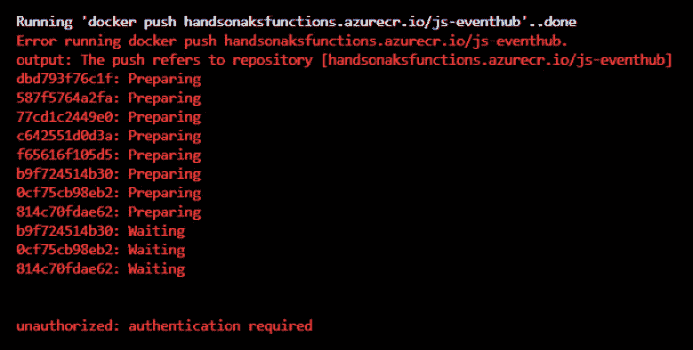 Running 'docker push handsonaksfunctions.azurecr.io/js-eventhub'..done
Error running docker push handsonaksfunctions.azurecr.io/js-eventhub.
output: The push refers to repository [handsonaksfunctions.azurecr.io/js-eventhub]
dbd793f76c1f: Preparing
587f5764a2fa: Preparing
77cd1c2449e0: Preparing
c642551d0d3a: Preparing
f65616f105d5: Preparing
b9f724514b30: Preparing
0cf75cb98eb2: Preparing
814c70fdae62: Preparing
b9f724514b30: Waiting
0cf75cb98eb2: Waiting
814c70fdae62: Waiting
unauthorized: authentication required